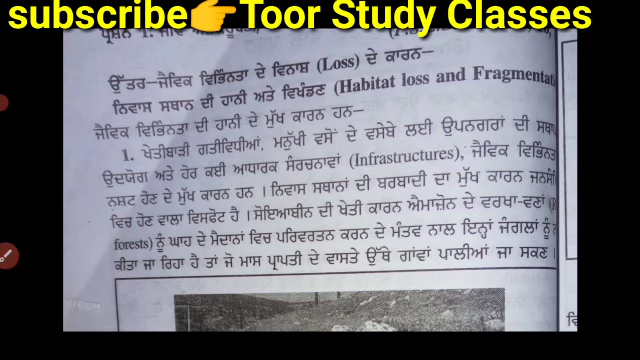 subscribe👉Toor Study Classes
ਪ੍ਰਸ਼ਨ 1.
ਉੱਤਰ—ਜੈਵਿਕ ਵਿਭਿੰਨਤਾ ਦੇ ਵਿਨਾਸ਼ (Loss) ਦੇ ਕਾਰਨ—
ਨਿਵਾਸ ਸਥਾਨ ਦੀ ਹਾਨੀ ਅਤੇ ਵਿਖੰਡਣ (Habitat loss and
ਜੈਵਿਕ ਵਿਭਿੰਨਤਾ ਦੀ ਹਾਨੀ ਦੇ ਮੁੱਖ ਕਾਰਨ ਹਨ—
1. ਖੇਤੀਬਾੜੀ ਗਤੀਵਿਧੀਆਂ, ਮਨੁੱਖੀ ਵਸੋਂ ਦੇ ਵਸੇਬੇ ਲਈ ਉਪਨਗਰਾਂ ਦੀ
ਉਦਯੋਗ ਅਤੇ ਹੋਰ ਕਈ ਆਧਾਰਕ ਸੰਰਚਨਾਵਾਂ (Infrastructures), ਜੈਵਿਕ
ਨਸ਼ਟ ਹੋਣ ਦੇ ਮੁੱਖ ਕਾਰਨ ਹਨ । ਨਿਵਾਸ ਸਥਾਨਾਂ ਦੀ ਬਰਬਾਦੀ ਦਾ ਮੁੱਖ ਕਾਰਨ
ਵਿਚ ਹੋਣ ਵਾਲਾ ਵਿਸਫੋਟ ਹੈ । ਸੋਇਆਬੀਨ ਦੀ ਖੇਤੀ ਕਾਰਨ ਐਮਾਜ਼ੋਨ ਦੇ ਵਰਖਾ-ਵਣਾਂ
forests) ਨੂੰ ਘਾਹ ਦੇ ਮੈਦਾਨਾਂ ਵਿਚ ਪਰਿਵਰਤਨ ਕਰਨ ਦੇ ਮੰਤਵ ਨਾਲ ਇਨ੍ਹਾਂ ਜੰਗਲਾਂ ਨੂੰ
ਕੀਤਾ ਜਾ ਰਿਹਾ ਹੈ ਤਾਂ ਜੋ ਮਾਸ ਪ੍ਰਾਪਤੀ ਦੇ ਵਾਸਤੇ ਉੱਥੇ ਗਾਂਵਾਂ ਪਾਲੀਆਂ ਜਾ ਸਕਣ ।